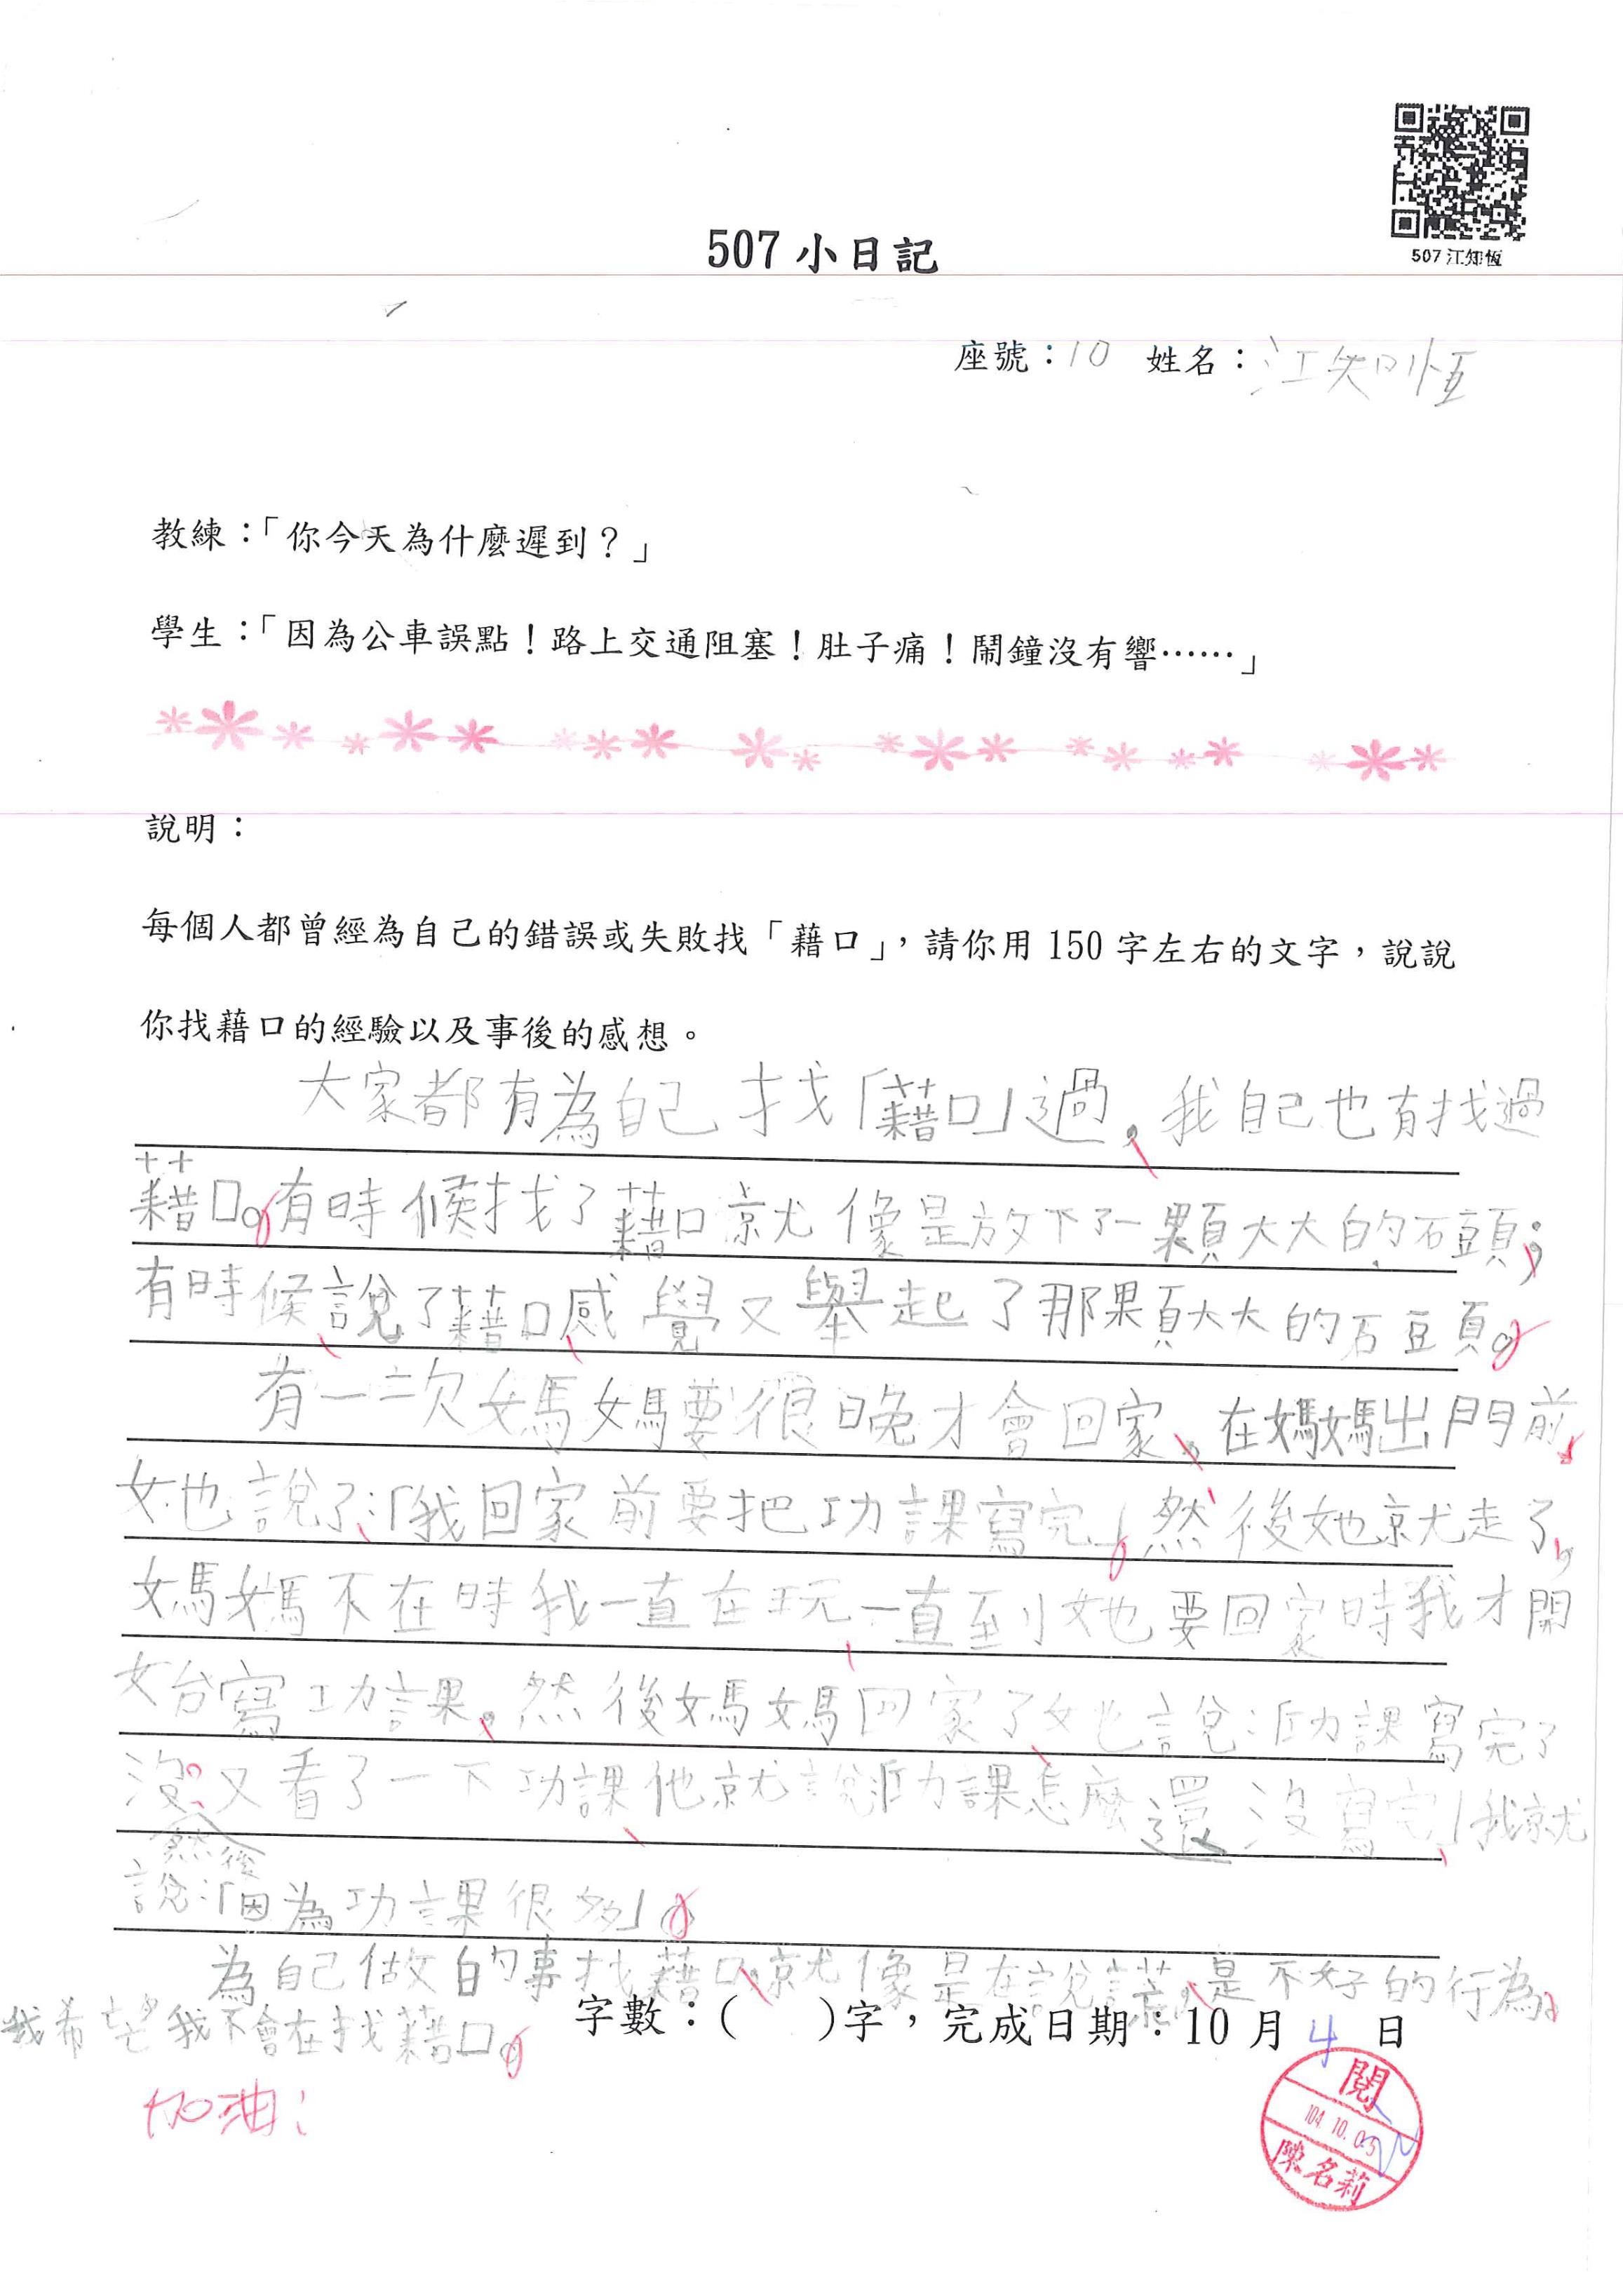 507 江知恆
507 小日記
座號：10 姓名：江知恆
教練：「你今天為什麼遲到？」
學生：「因為公車誤點！路上交通阻塞！肚子痛！鬧鐘沒有響……」
說明：
每個人都曾經為自己的錯誤或失敗找「藉口」，請你用 150 字左右的文字，說說
你找藉口的經驗以及事後的感想。
大家都有為自己找「藉口」過，我自己也有找過
藉口。有時候找了藉口就像是放下了一顆大大的石頭；
有時候，說了藉口，感覺又舉起了那顆大大的石頭。
有一次媽媽要很晚才會回家，在媽媽出門前，
她說了：「我回家前要把功課寫完」。然後她就走了，
媽媽不在時我一直在玩，一直到她要回家時我才開
始寫功課。然後媽媽回家了，她說：「功課寫完了
沒。又看了一下功課，他就說：「功課怎麼還沒寫完」，我就
然後
說：「因為功課很多」。
為自己做的事找藉口，就像是在說謊，是不好的行為。
我希望我不會在找藉口。
字數：( )字，完成日期：10 月 4 日
加油！
閱
104.10.05
陳名莉